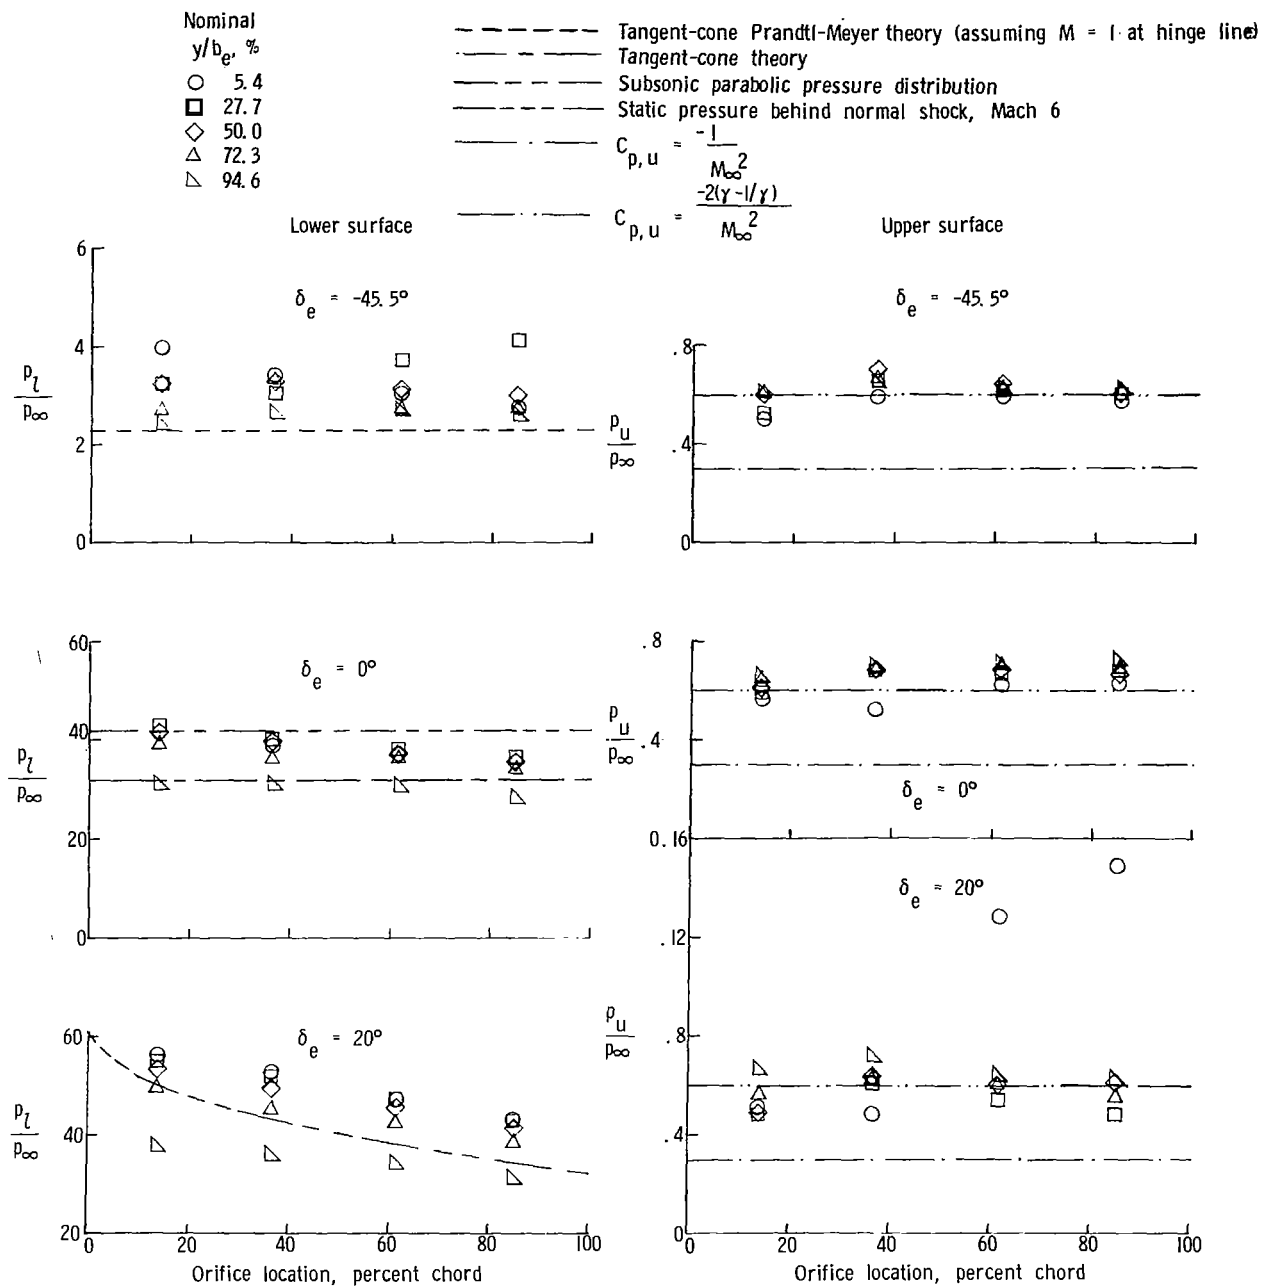 Nominal
y/b_e, %
○ 5.4
□ 27.7
◇ 50.0
△ 72.3
◺ 94.6
Tangent-cone Prandtl-Meyer theory (assuming M = 1 at hinge line)
Tangent-cone theory
Subsonic parabolic pressure distribution
Static pressure behind normal shock, Mach 6
C_p,u = -1 / M∞²
C_p,u = -2(γ-1/γ) / M∞²
Lower surface
Upper surface
δ_e = -45.5°
6
4
2
0
p_l / p∞
δ_e = -45.5°
.8
.4
0
p_u / p∞
δ_e = 0°
60
40
20
0
p_l / p∞
δ_e = 0°
.8
.4
0
p_u / p∞
δ_e = 20°
60
40
20
p_l / p∞
0 20 40 60 80 100
Orifice location, percent chord
δ_e = 20°
.16
.12
.8
.4
0
p_u / p∞
0 20 40 60 80 100
Orifice location, percent chord